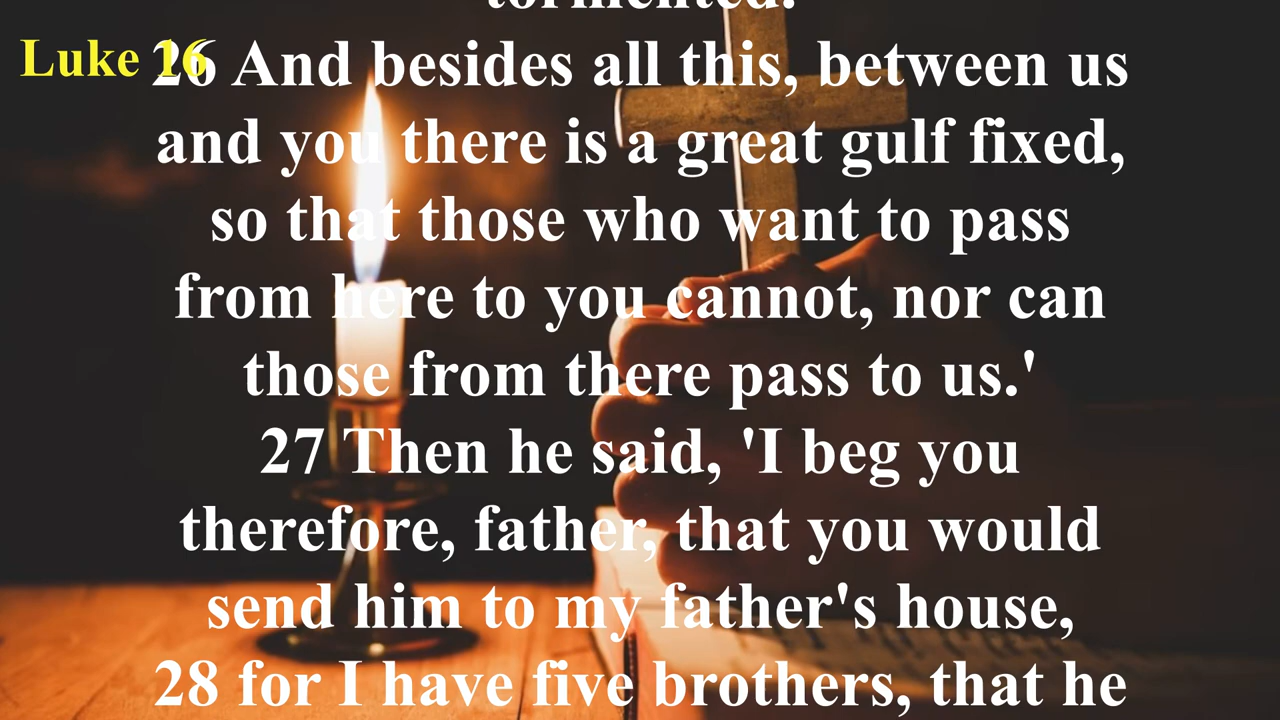 tormented.'
Luke 16
26 And besides all this, between us
and you there is a great gulf fixed,
so that those who want to pass
from here to you cannot, nor can
those from there pass to us.'
27 Then he said, 'I beg you
therefore, father, that you would
send him to my father's house,
28 for I have five brothers, that he